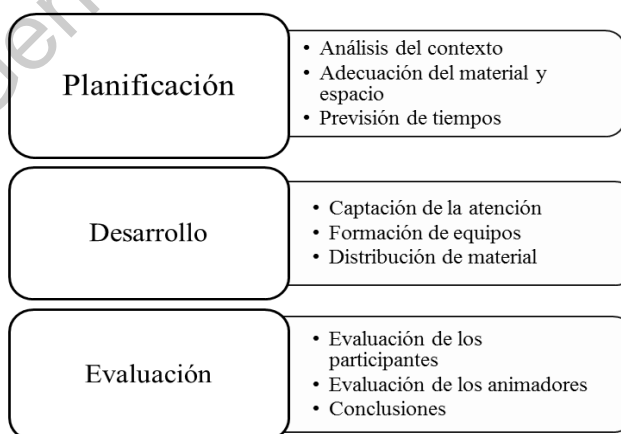 Planificación
• Análisis del contexto
• Adecuación del material y
espacio
• Previsión de tiempos
Desarrollo
• Captación de la atención
• Formación de equipos
• Distribución de material
Evaluación
• Evaluación de los
participantes
• Evaluación de los animadores
• Conclusiones